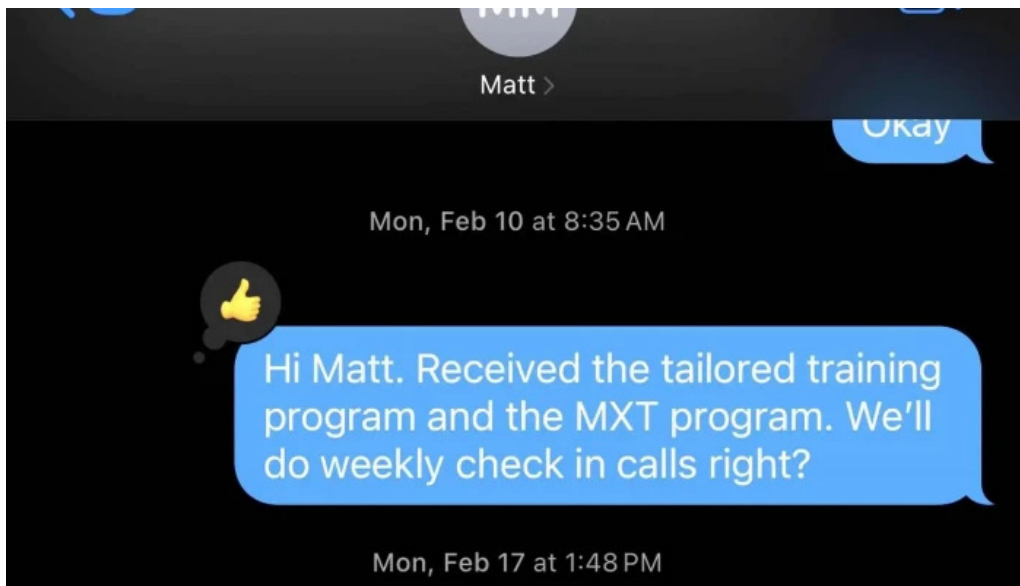 Matt
Okay
Mon, Feb 10 at 8:35 AM
Hi Matt. Received the tailored training
program and the MXT program. We’ll
do weekly check in calls right?
Mon, Feb 17 at 1:48 PM